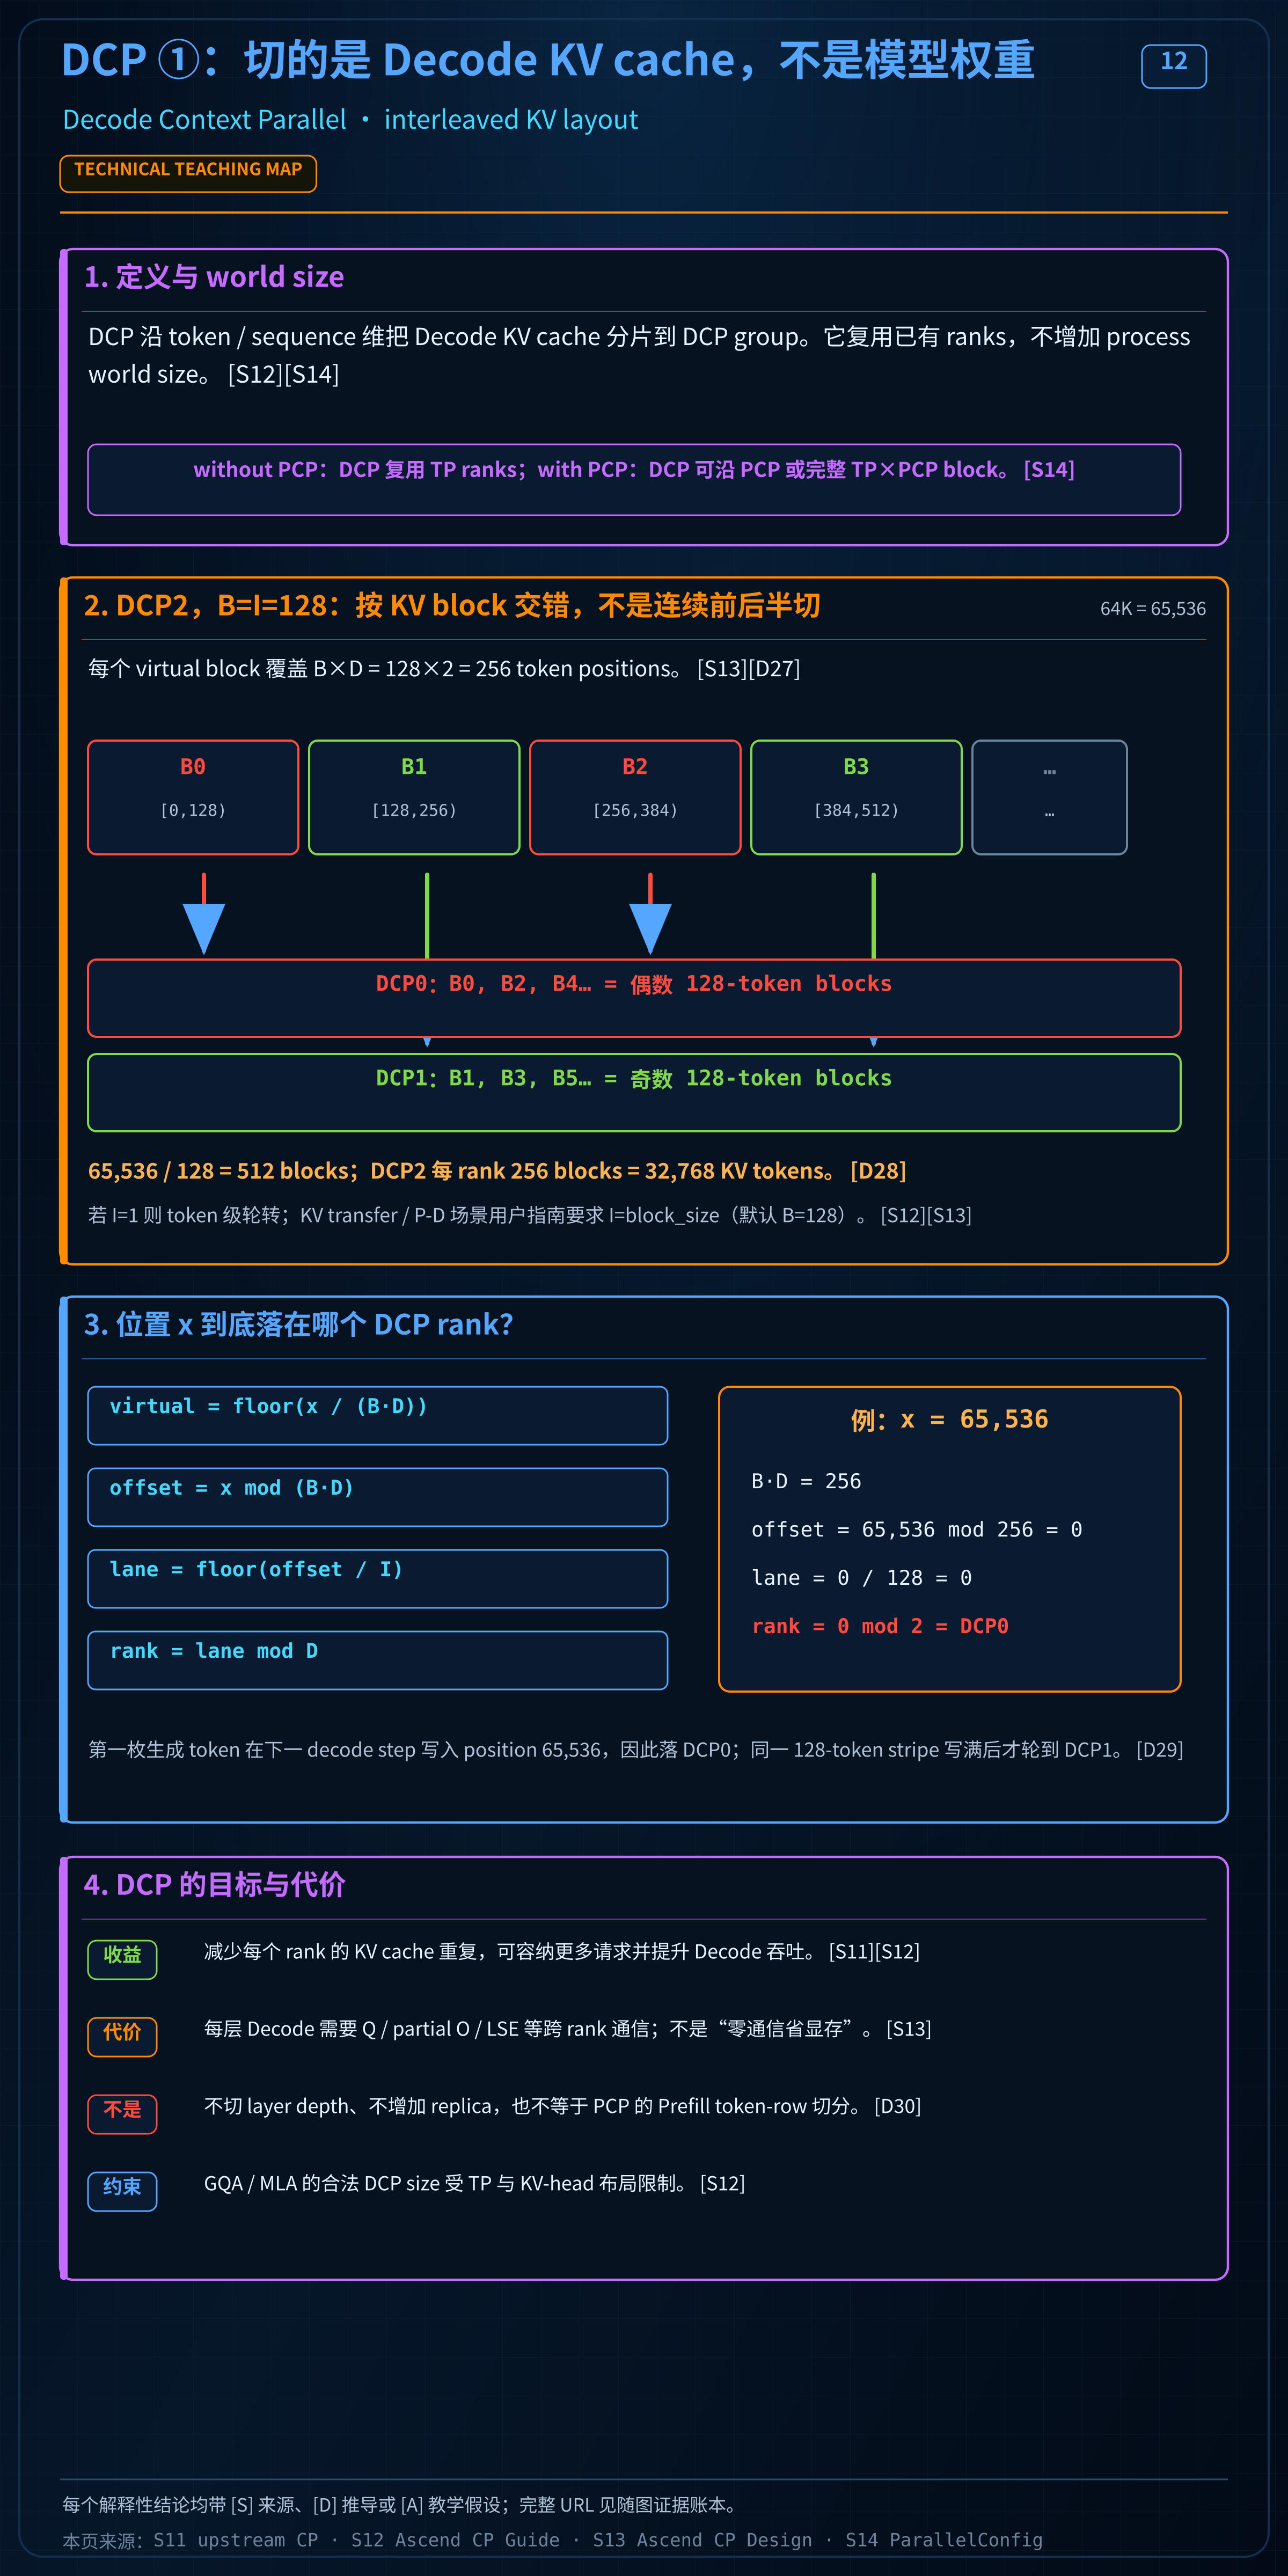 DCP ①：切的是 Decode KV cache，不是模型权重
12
Decode Context Parallel · interleaved KV layout
TECHNICAL TEACHING MAP
1. 定义与 world size
DCP 沿 token / sequence 维把 Decode KV cache 分片到 DCP group。它复用已有 ranks，不增加 process
world size。 [S12][S14]
without PCP：DCP 复用 TP ranks；with PCP：DCP 可沿 PCP 或完整 TP×PCP block。 [S14]
2. DCP2，B=I=128：按 KV block 交错，不是连续前后半切
64K = 65,536
每个 virtual block 覆盖 B×D = 128×2 = 256 token positions。 [S13][D27]
B0
B1
B2
B3
…
[0,128)
[128,256)
[256,384)
[384,512)
…
DCP0：B0, B2, B4… = 偶数 128-token blocks
DCP1：B1, B3, B5… = 奇数 128-token blocks
65,536 / 128 = 512 blocks；DCP2 每 rank 256 blocks = 32,768 KV tokens。 [D28]
若 I=1 则 token 级轮转；KV transfer / P-D 场景用户指南要求 I=block_size（默认 B=128）。 [S12][S13]
3. 位置 x 到底落在哪个 DCP rank？
virtual = floor(x / (B·D))
offset = x mod (B·D)
lane = floor(offset / I)
rank = lane mod D
例：x = 65,536
B·D = 256
offset = 65,536 mod 256 = 0
lane = 0 / 128 = 0
rank = 0 mod 2 = DCP0
第一枚生成 token 在下一 decode step 写入 position 65,536，因此落 DCP0；同一 128-token stripe 写满后才轮到 DCP1。 [D29]
4. DCP 的目标与代价
收益
减少每个 rank 的 KV cache 重复，可容纳更多请求并提升 Decode 吞吐。 [S11][S12]
代价
每层 Decode 需要 Q / partial O / LSE 等跨 rank 通信；不是“零通信省显存”。 [S13]
不是
不切 layer depth、不增加 replica，也不等于 PCP 的 Prefill token-row 切分。 [D30]
约束
GQA / MLA 的合法 DCP size 受 TP 与 KV-head 布局限制。 [S12]
每个解释性结论均带 [S] 来源、[D] 推导或 [A] 教学假设；完整 URL 见随图证据账本。
本页来源：S11 upstream CP · S12 Ascend CP Guide · S13 Ascend CP Design · S14 ParallelConfig